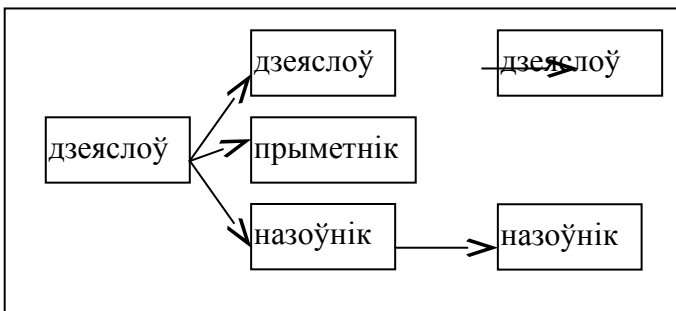 дзеяслоў дзеяслоў
дзеяслоў прыметнік
назоўнік назоўнік